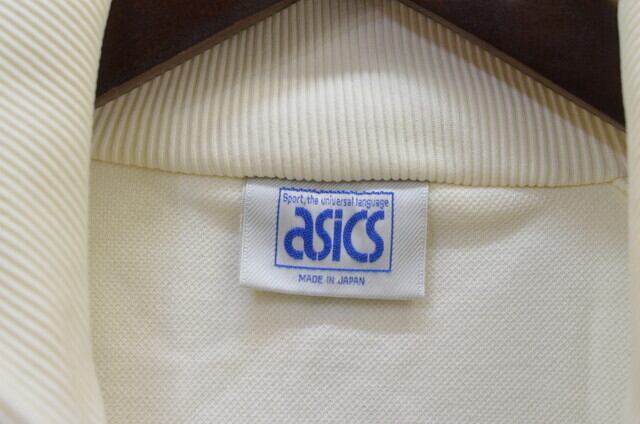 Sport, the universal language
asics
MADE IN JAPAN